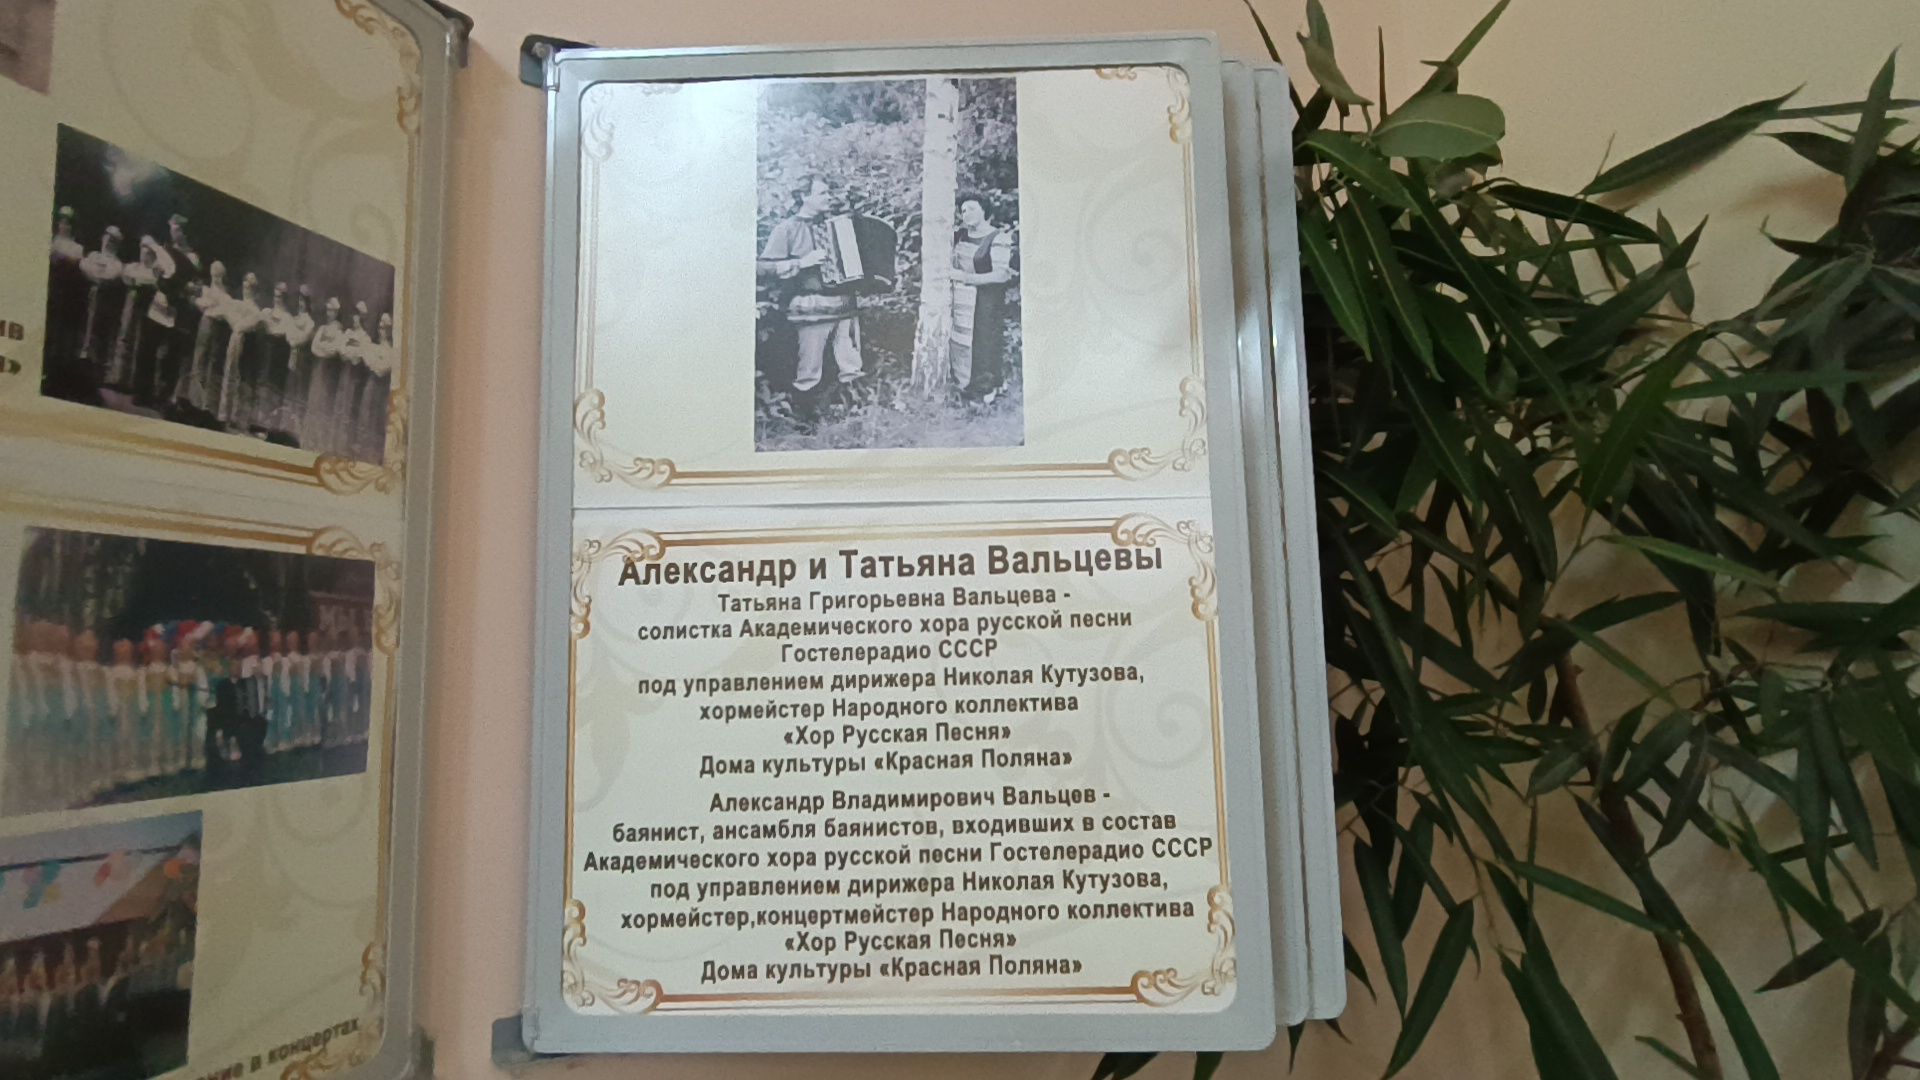 Александр и Татьяна Вальцевы
Татьяна Григорьевна Вальцева -
солистка Академического хора русской песни
Гостелерадио СССР
под управлением дирижера Николая Кутузова,
хормейстер Народного коллектива
«Хор Русская Песня»
Дома культуры «Красная Поляна»
Александр Владимирович Вальцев -
баянист, ансамбля баянистов, входивших в состав
Академического хора русской песни Гостелерадио СССР
под управлением дирижера Николая Кутузова,
хормейстер,концертмейстер Народного коллектива
«Хор Русская Песня»
Дома культуры «Красная Поляна»
в концертах